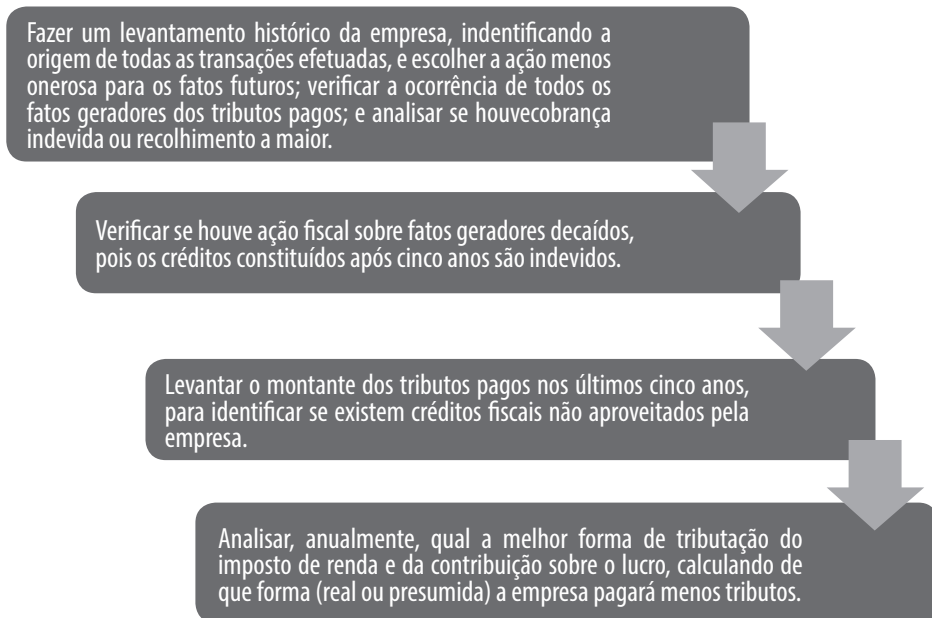 Fazer um levantamento histórico da empresa, indentificando a
origem de todas as transações efetuadas, e escolher a ação menos
onerosa para os fatos futuros; verificar a ocorrência de todos os
fatos geradores dos tributos pagos; e analisar se houvecobrança
indevida ou recolhimento a maior.
Verificar se houve ação fiscal sobre fatos geradores decaídos,
pois os créditos constituídos após cinco anos são indevidos.
Levantar o montante dos tributos pagos nos últimos cinco anos,
para identificar se existem créditos fiscais não aproveitados pela
empresa.
Analisar, anualmente, qual a melhor forma de tributação do
imposto de renda e da contribuição sobre o lucro, calculando de
que forma (real ou presumida) a empresa pagará menos tributos.